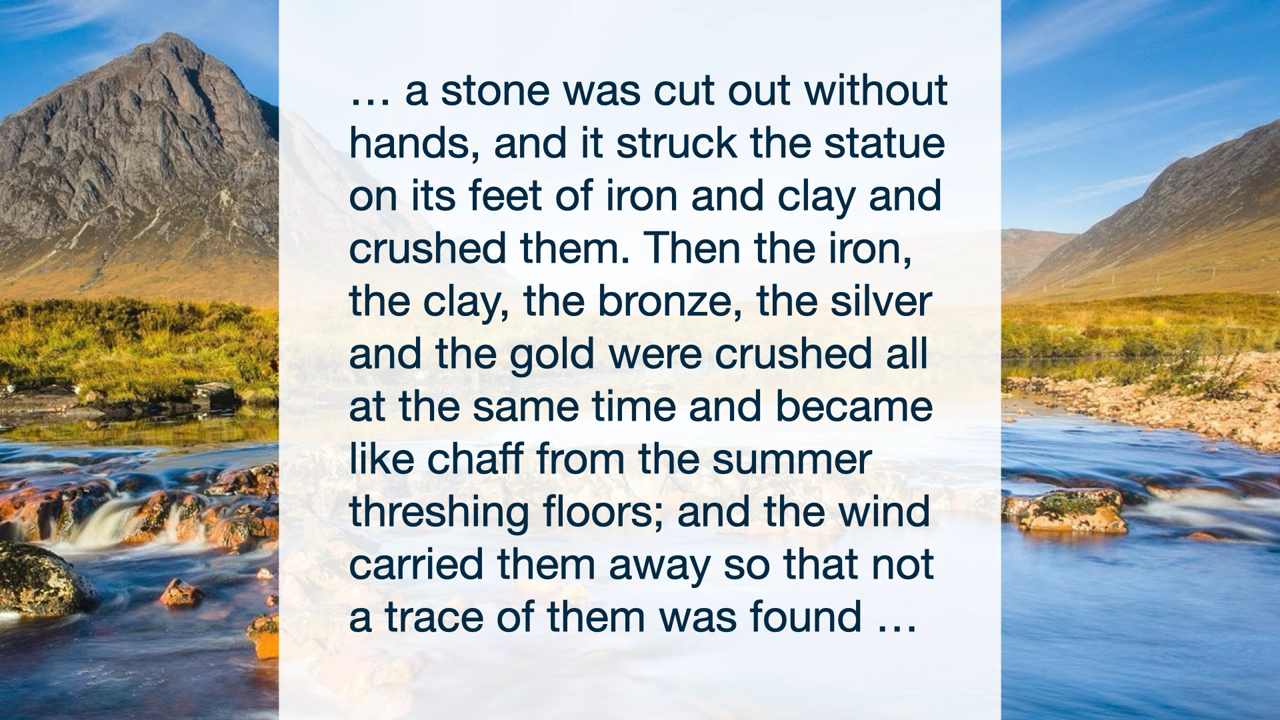 … a stone was cut out without
hands, and it struck the statue
on its feet of iron and clay and
crushed them. Then the iron,
the clay, the bronze, the silver
and the gold were crushed all
at the same time and became
like chaff from the summer
threshing floors; and the wind
carried them away so that not
a trace of them was found …